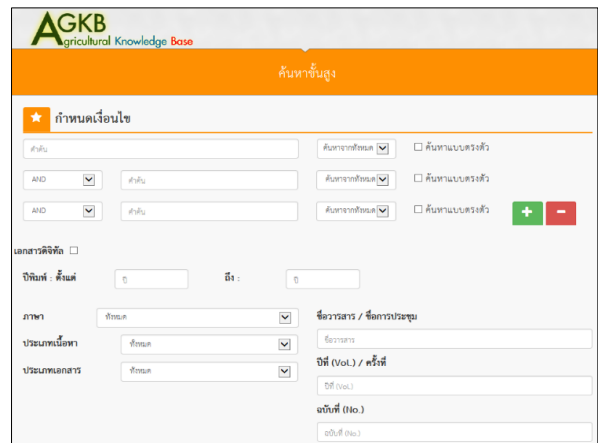 AGKB
Agricultural Knowledge Base
ค้นหาขั้นสูง
กำหนดเงื่อนไข
คำค้น ค้นหาจากทั้งหมด ค้นหาแบบตรงตัว
AND คำค้น ค้นหาจากทั้งหมด ค้นหาแบบตรงตัว
AND คำค้น ค้นหาจากทั้งหมด ค้นหาแบบตรงตัว + -
เอกสารดิจิทัล
ปีพิมพ์ : ตั้งแต่ ปี ถึง : ปี
ภาษา ทั้งหมด
ประเภทเนื้อหา ทั้งหมด
ประเภทเอกสาร ทั้งหมด
ชื่อวารสาร / ชื่อการประชุม
ชื่อวารสาร
ปีที่ (Vol.) / ครั้งที่
ปีที่ (Vol.)
ฉบับที่ (No.)
ฉบับที่ (No.)